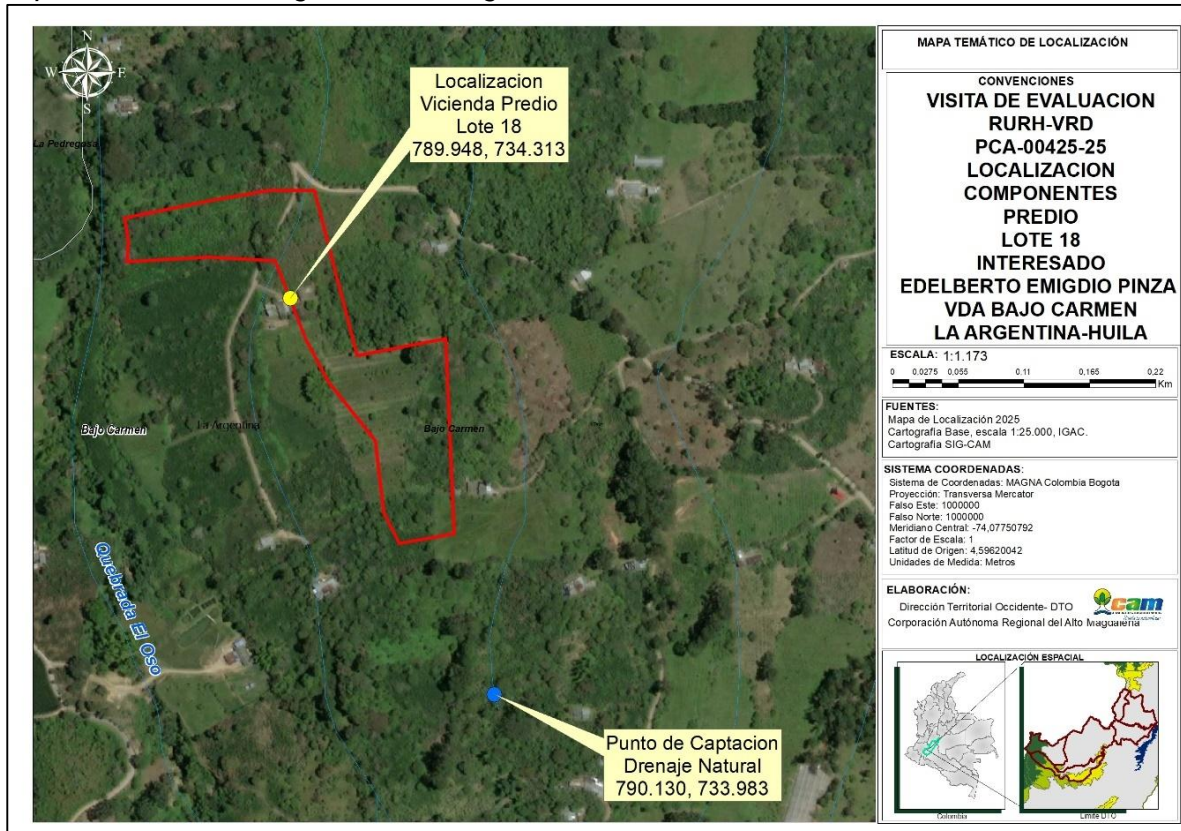 N
W E
S
La Pedregosa
Localizacion
Vicienda Predio
Lote 18
789.948, 734.313
Bajo Carmen
La Argentina
Bajo Carmen
Quebrada El Oso
Punto de Captacion
Drenaje Natural
790.130, 733.983
MAPA TEMÁTICO DE LOCALIZACIÓN
CONVENCIONES
VISITA DE EVALUACION
RURH-VRD
PCA-00425-25
LOCALIZACION
COMPONENTES
PREDIO
LOTE 18
INTERESADO
EDELBERTO EMIGDIO PINZA
VDA BAJO CARMEN
LA ARGENTINA-HUILA
ESCALA: 1:1.173
0 0,0275 0,055 0,11 0,165 0,22
Km
FUENTES:
Mapa de Localización 2025
Cartografía Base, escala 1:25.000, IGAC.
Cartografía SIG-CAM
SISTEMA COORDENADAS:
Sistema de Coordenadas: MAGNA Colombia Bogota
Proyección: Transversa Mercator
Falso Este: 1000000
Falso Norte: 1000000
Meridiano Central: -74,07750792
Factor de Escala: 1
Latitud de Origen: 4,59620042
Unidades de Medida: Metros
ELABORACIÓN:
Dirección Territorial Occidente- DTO
cam
Corporación Autónoma Regional del Alto Magdalena
LOCALIZACIÓN ESPACIAL
Colombia
Limite DTO